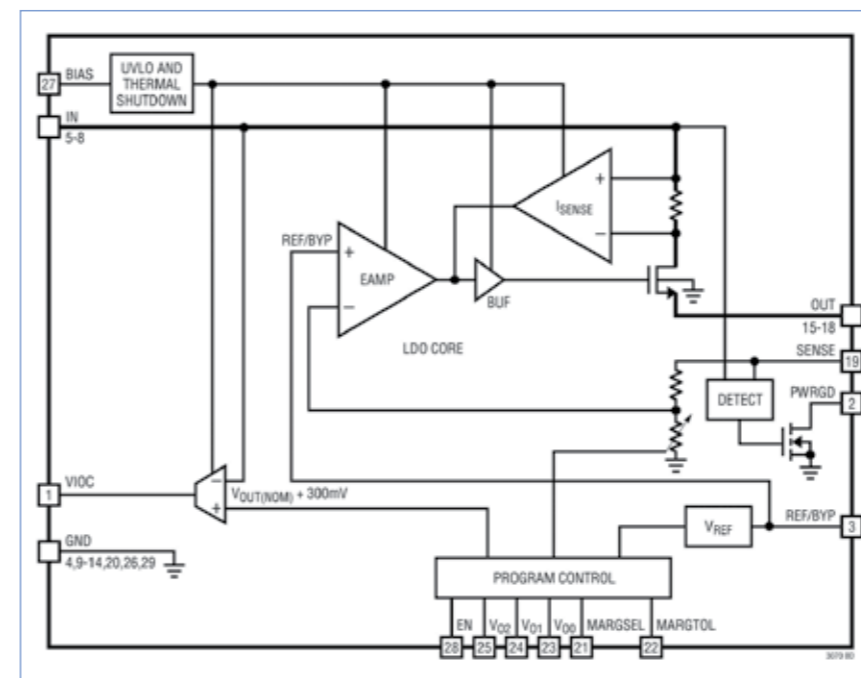 27
BIAS
UVLO AND
THERMAL
SHUTDOWN
IN
5-8
+
ISENSE
−
REF/BYP
+
EAMP
−
BUF
LDO CORE
OUT
15-18
SENSE
19
DETECT
PWRGD
2
1
VIOC
−
VOUT(NOM) + 300mV
+
REF/BYP
3
VREF
GND
4,9-14,20,26,29
PROGRAM CONTROL
EN
VO2
VO1
VO0
MARGSEL
MARGTOL
28
25
24
23
21
22
3070 BD